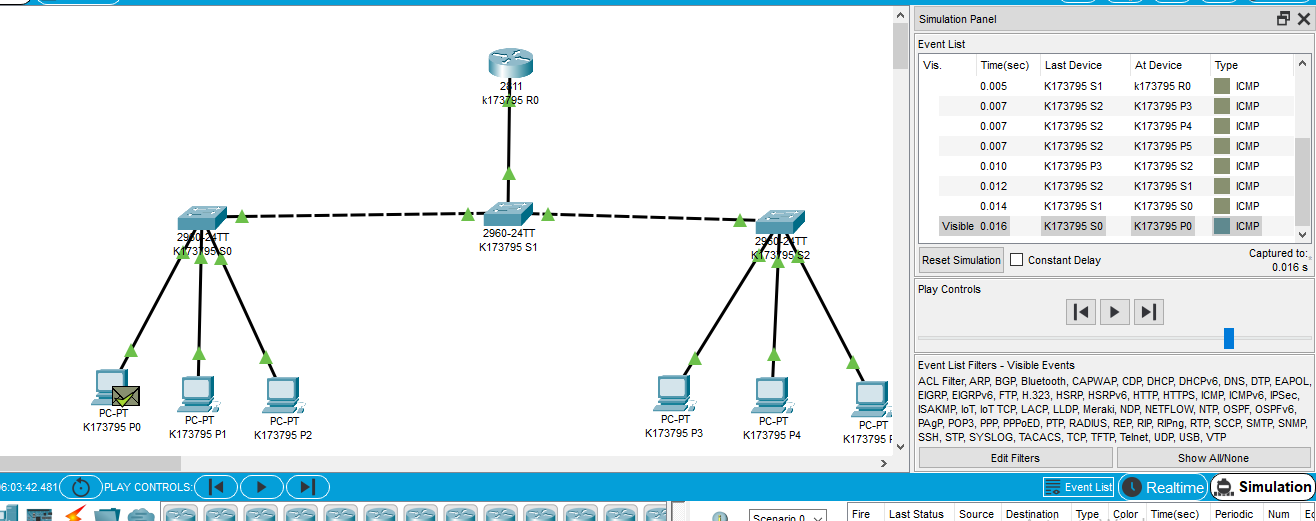 Simulation Panel
Event List
Vis. Time(sec) Last Device At Device Type
0.005 K173795 S1 k173795 R0 ICMP
0.007 K173795 S2 K173795 P3 ICMP
0.007 K173795 S2 K173795 P4 ICMP
0.007 K173795 S2 K173795 P5 ICMP
0.010 K173795 P3 K173795 S2 ICMP
0.012 K173795 S2 K173795 S1 ICMP
0.014 K173795 S1 K173795 S0 ICMP
Visible 0.016 K173795 S0 K173795 P0 ICMP
Reset Simulation Constant Delay Captured to:
0.016 s
Play Controls
Event List Filters - Visible Events
ACL Filter, ARP, BGP, Bluetooth, CAPWAP, CDP, DHCP, DHCPv6, DNS, DTP, EAPOL,
EIGRP, EIGRPv6, FTP, H.323, HSRP, HSRPv6, HTTP, HTTPS, ICMP, ICMPv6, IPSec,
ISAKMP, IoT, IoT TCP, LACP, LLDP, Meraki, NDP, NETFLOW, NTP, OSPF, OSPFv6,
PAgP, POP3, PPP, PPPoED, PTP, RADIUS, REP, RIP, RIPng, RTP, SCCP, SMTP, SNMP,
SSH, STP, SYSLOG, TACACS, TCP, TFTP, Telnet, UDP, USB, VTP
Edit Filters Show All/None
2811
k173795 R0
2960-24TT
K173795 S0
2960-24TT
K173795 S1
2960-24TT
K173795 S2
PC-PT
K173795 P0
PC-PT
K173795 P1
PC-PT
K173795 P2
PC-PT
K173795 P3
PC-PT
K173795 P4
PC-PT
K173795
6:03:42.481 PLAY CONTROLS: Event List Realtime Simulation
Scenario 0 Fire Last Status Source Destination Type Color Time(sec) Periodic Num